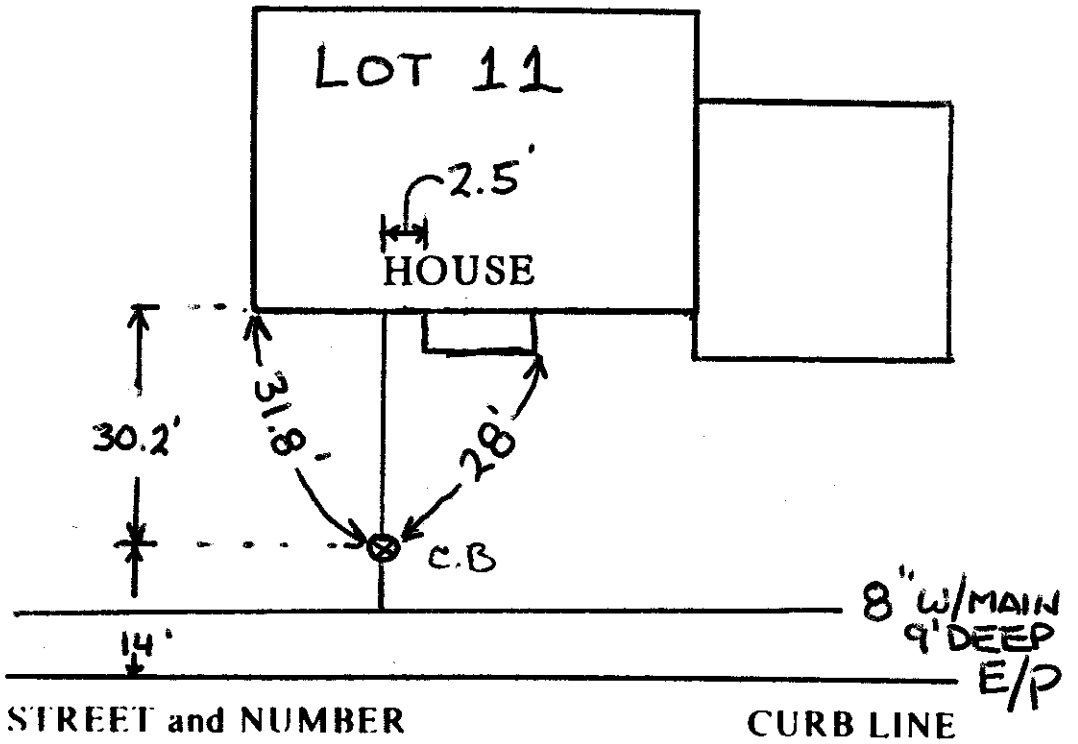 LOT 11
2.5'
HOUSE
30.2'
31.8'
28'
C.B
8" W/MAIN
9' DEEP
14'
E/P
STREET and NUMBER
CURB LINE